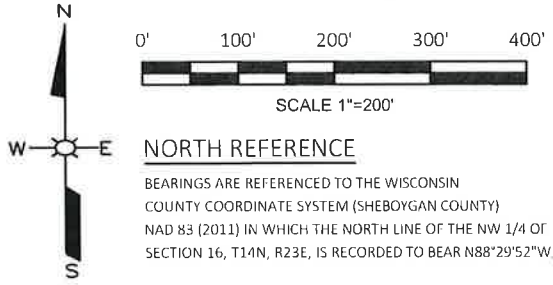 N
W E
S
0' 100' 200' 300' 400'
SCALE 1"=200'
NORTH REFERENCE
BEARINGS ARE REFERENCED TO THE WISCONSIN
COUNTY COORDINATE SYSTEM (SHEBOYGAN COUNTY)
NAD 83 (2011) IN WHICH THE NORTH LINE OF THE NW 1/4 OF
SECTION 16, T14N, R23E, IS RECORDED TO BEAR N88°29'52"W.